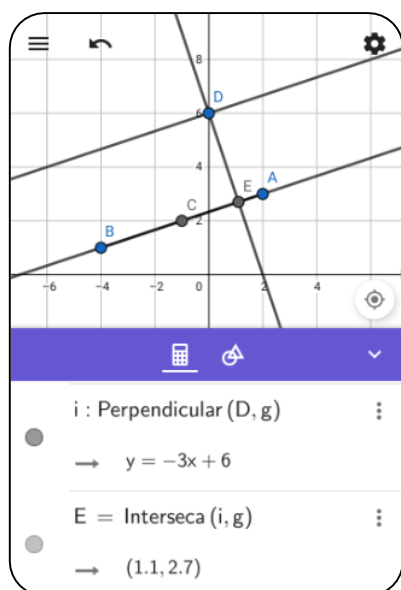 8
D
6
4
A
E
C
2
B
−6 −4 −2 0 2 4
i : Perpendicular (D, g)
→ y = −3x + 6
E = Interseca (i, g)
→ (1.1, 2.7)